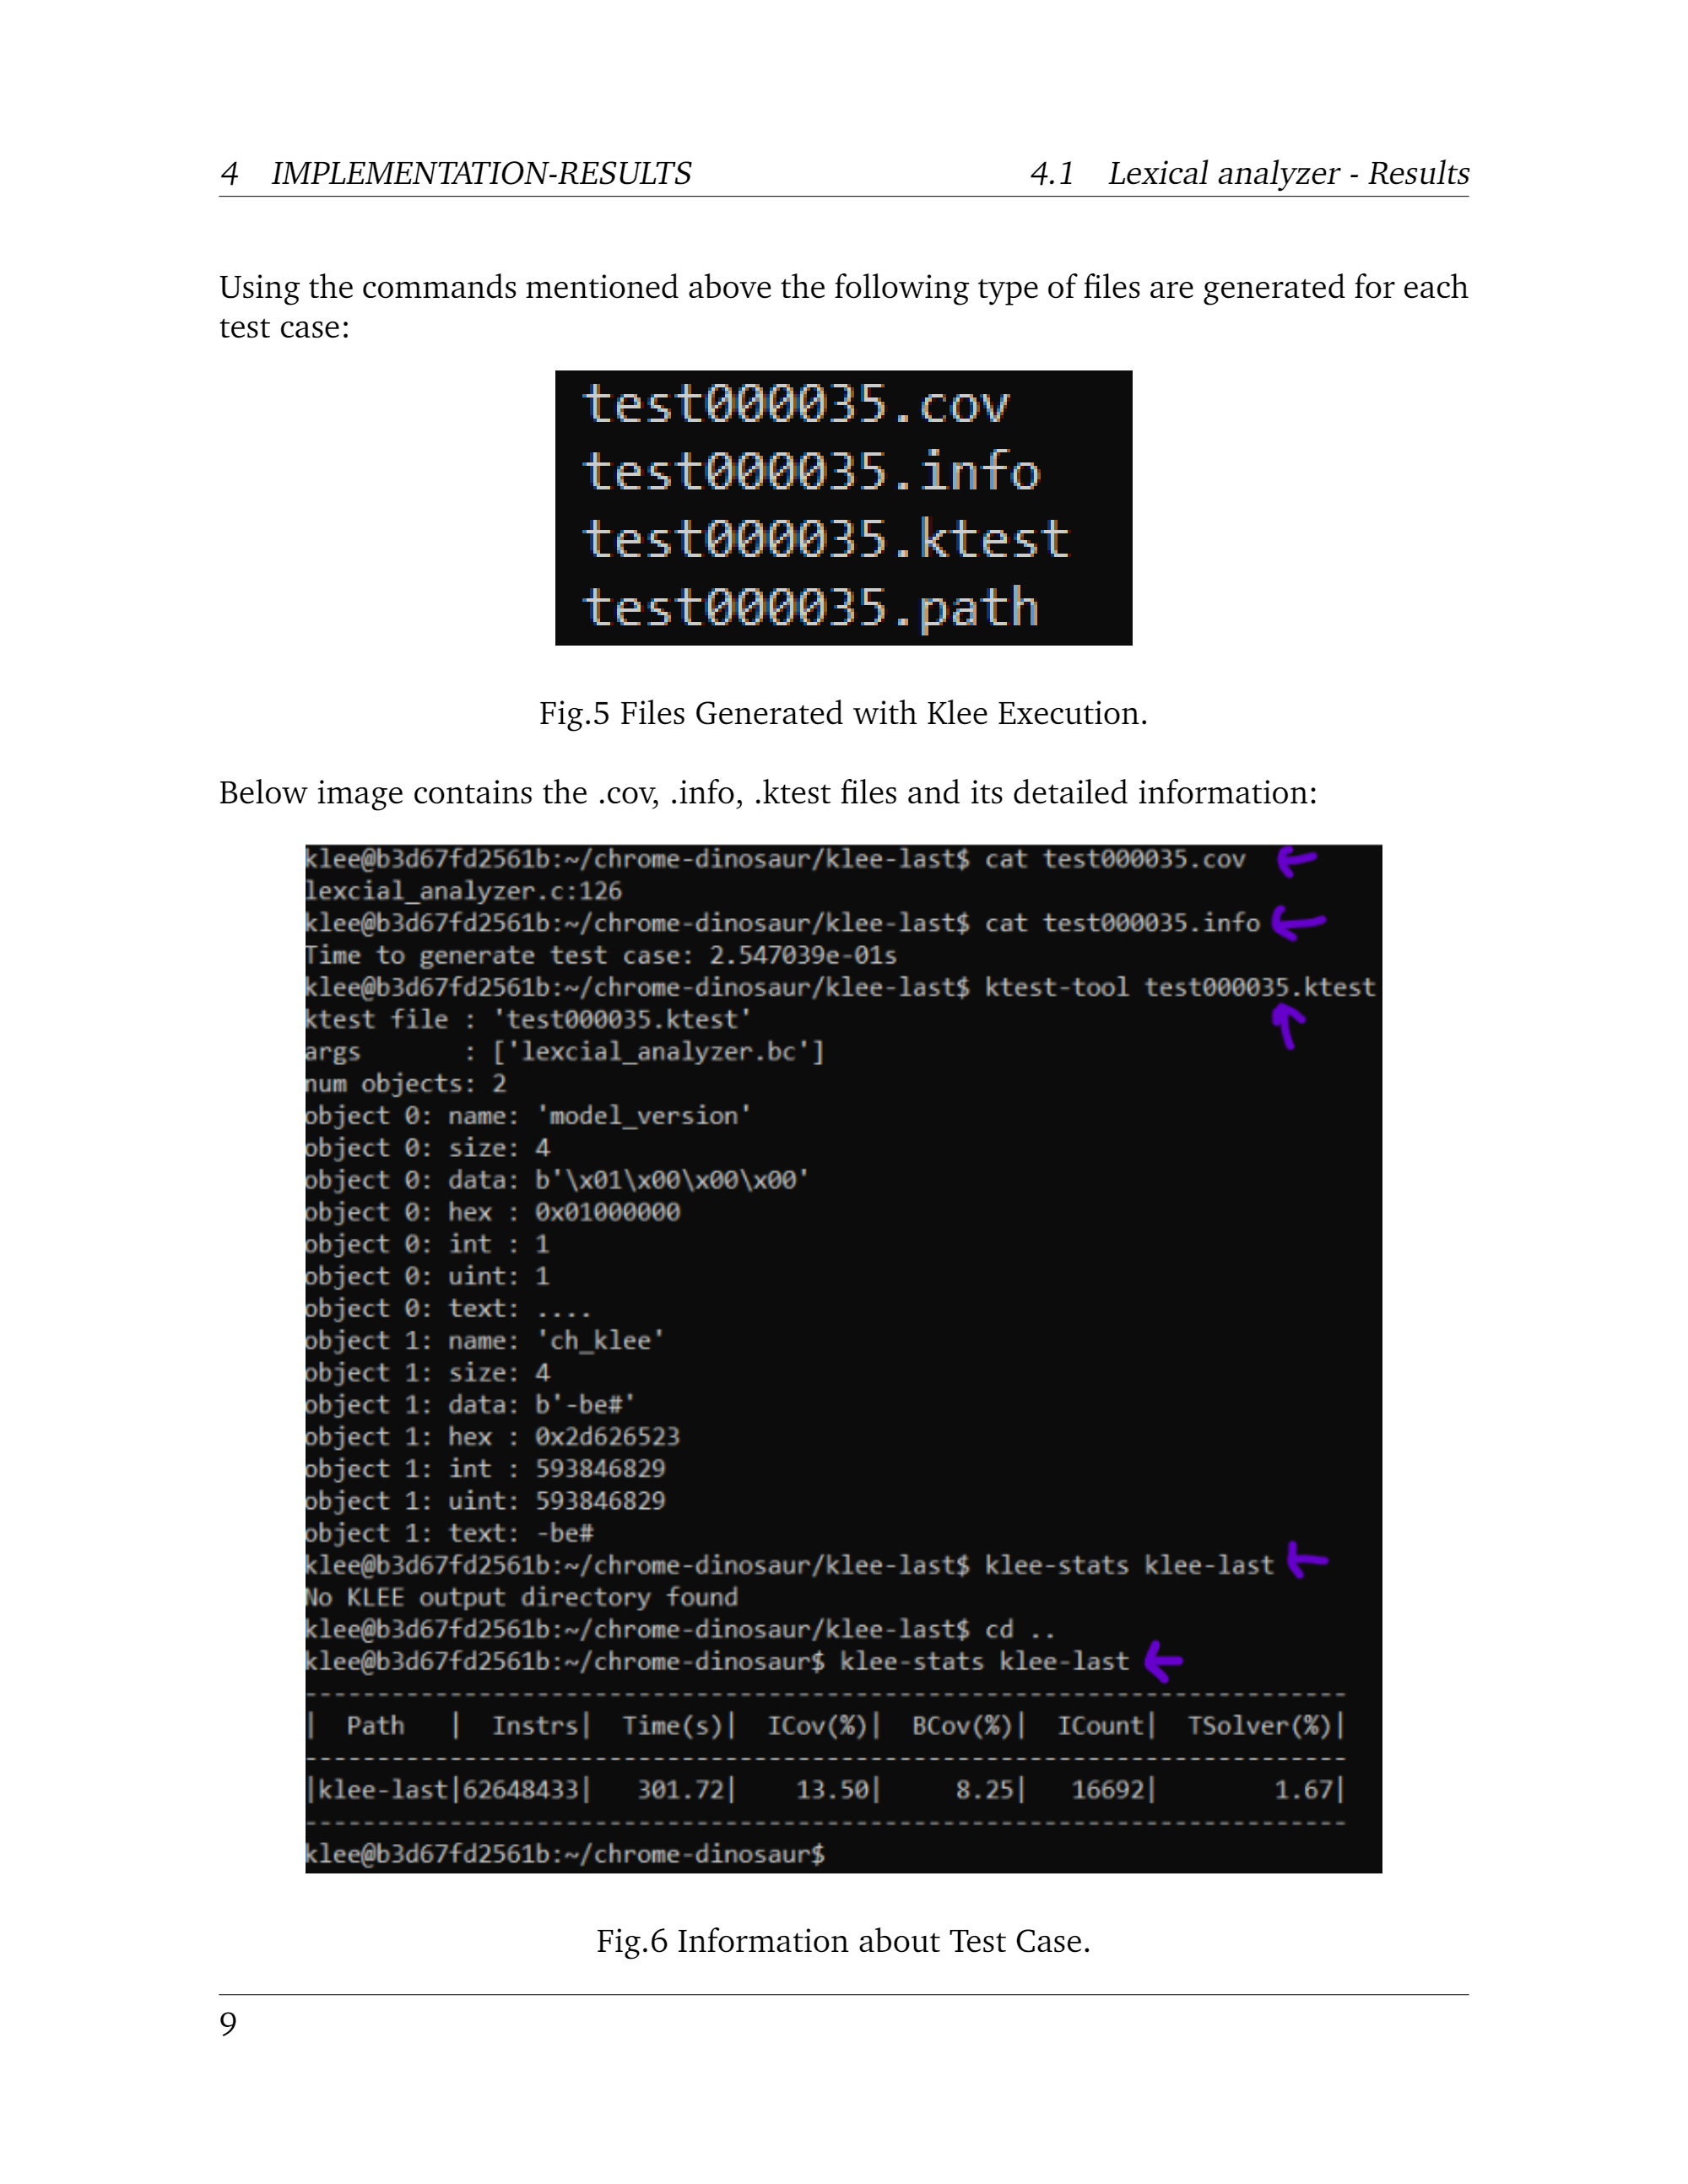 4 IMPLEMENTATION-RESULTS 4.1 Lexical analyzer - Results
Using the commands mentioned above the following type of files are generated for each
test case:
test000035.cov
test000035.info
test000035.ktest
test000035.path
Fig.5 Files Generated with Klee Execution.
Below image contains the .cov, .info, .ktest files and its detailed information:
klee@b3d67fd2561b:~/chrome-dinosaur/klee-last$ cat test000035.cov
lexcial_analyzer.c:126
klee@b3d67fd2561b:~/chrome-dinosaur/klee-last$ cat test000035.info
Time to generate test case: 2.547039e-01s
klee@b3d67fd2561b:~/chrome-dinosaur/klee-last$ ktest-tool test000035.ktest
ktest file : 'test000035.ktest'
args       : ['lexcial_analyzer.bc']
num objects: 2
object 0: name: 'model_version'
object 0: size: 4
object 0: data: b'\x01\x00\x00\x00'
object 0: hex : 0x01000000
object 0: int : 1
object 0: uint: 1
object 0: text: ....
object 1: name: 'ch_klee'
object 1: size: 4
object 1: data: b'-be#'
object 1: hex : 0x2d626523
object 1: int : 593846829
object 1: uint: 593846829
object 1: text: -be#
klee@b3d67fd2561b:~/chrome-dinosaur/klee-last$ klee-stats klee-last
No KLEE output directory found
klee@b3d67fd2561b:~/chrome-dinosaur/klee-last$ cd ..
klee@b3d67fd2561b:~/chrome-dinosaur$ klee-stats klee-last
------------------------------------------------------------------------
|  Path   |  Instrs|  Time(s)|  ICov(%)|  BCov(%)|  ICount|  TSolver(%)|
------------------------------------------------------------------------
|klee-last|62648433|   301.72|    13.50|     8.25|   16692|        1.67|
------------------------------------------------------------------------
klee@b3d67fd2561b:~/chrome-dinosaur$
Fig.6 Information about Test Case.
9